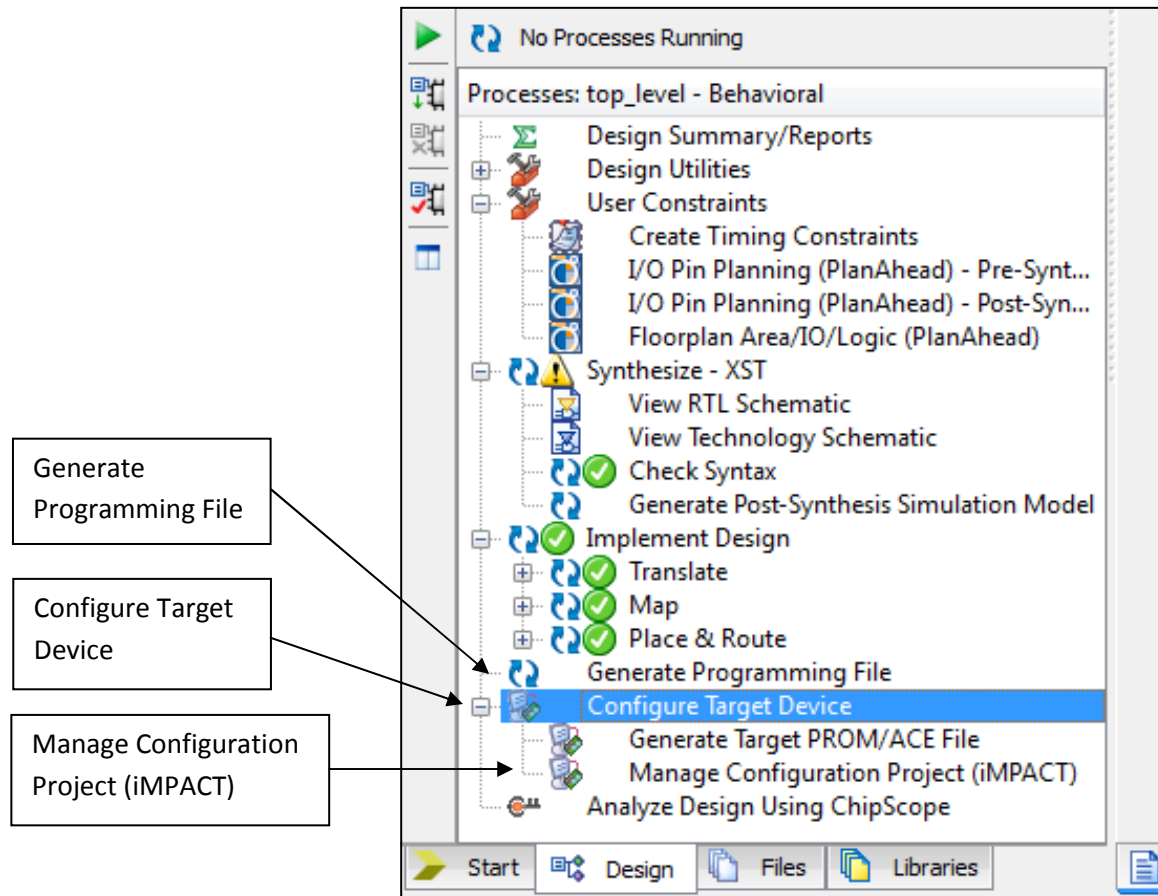 No Processes Running
Processes: top_level - Behavioral
Design Summary/Reports
Design Utilities
User Constraints
Create Timing Constraints
I/O Pin Planning (PlanAhead) - Pre-Synt...
I/O Pin Planning (PlanAhead) - Post-Syn...
Floorplan Area/IO/Logic (PlanAhead)
Synthesize - XST
View RTL Schematic
View Technology Schematic
Check Syntax
Generate Post-Synthesis Simulation Model
Implement Design
Translate
Map
Place & Route
Generate Programming File
Configure Target Device
Generate Target PROM/ACE File
Manage Configuration Project (iMPACT)
Analyze Design Using ChipScope
Start
Design
Files
Libraries
Generate
Programming File
Configure Target
Device
Manage Configuration
Project (iMPACT)